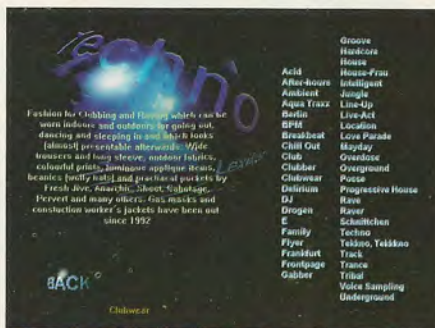 Techn'o
Fashion for Clubbing and Raving which can be
worn indoors and outdoors for going out,
dancing and sleeping in and which looks
[almost] presentable afterwards. Wide
trousers and long sleeve, outdoor fabrics,
colourful prints, luminous applique items,
beanies [wolly hats] and practical pockets by
Fresh Jive, Anarchic, Shoot, Sabotage,
Pervert and many others. Gas masks and
constuction worker's jackets have been out
since 1992
BACK
Clubwear
Acid
After-hours
Ambient
Aqua Traxx
Berlin
BPM
Breakbeat
Chill Out
Club
Clubber
Clubwear
Delirium
DJ
Drogen
E
Family
Flyer
Frankfurt
Frontpage
Gabber
Groove
Hardcore
House
House-Frau
Intelligent
Jungle
Line-Up
Live-Act
Location
Love Parade
Mayday
Overdose
Overground
Posse
Progressive House
Rave
Raver
Schnittchen
Techno
Tekkno, Tekkkno
Track
Trance
Tribal
Voice Sampling
Underground